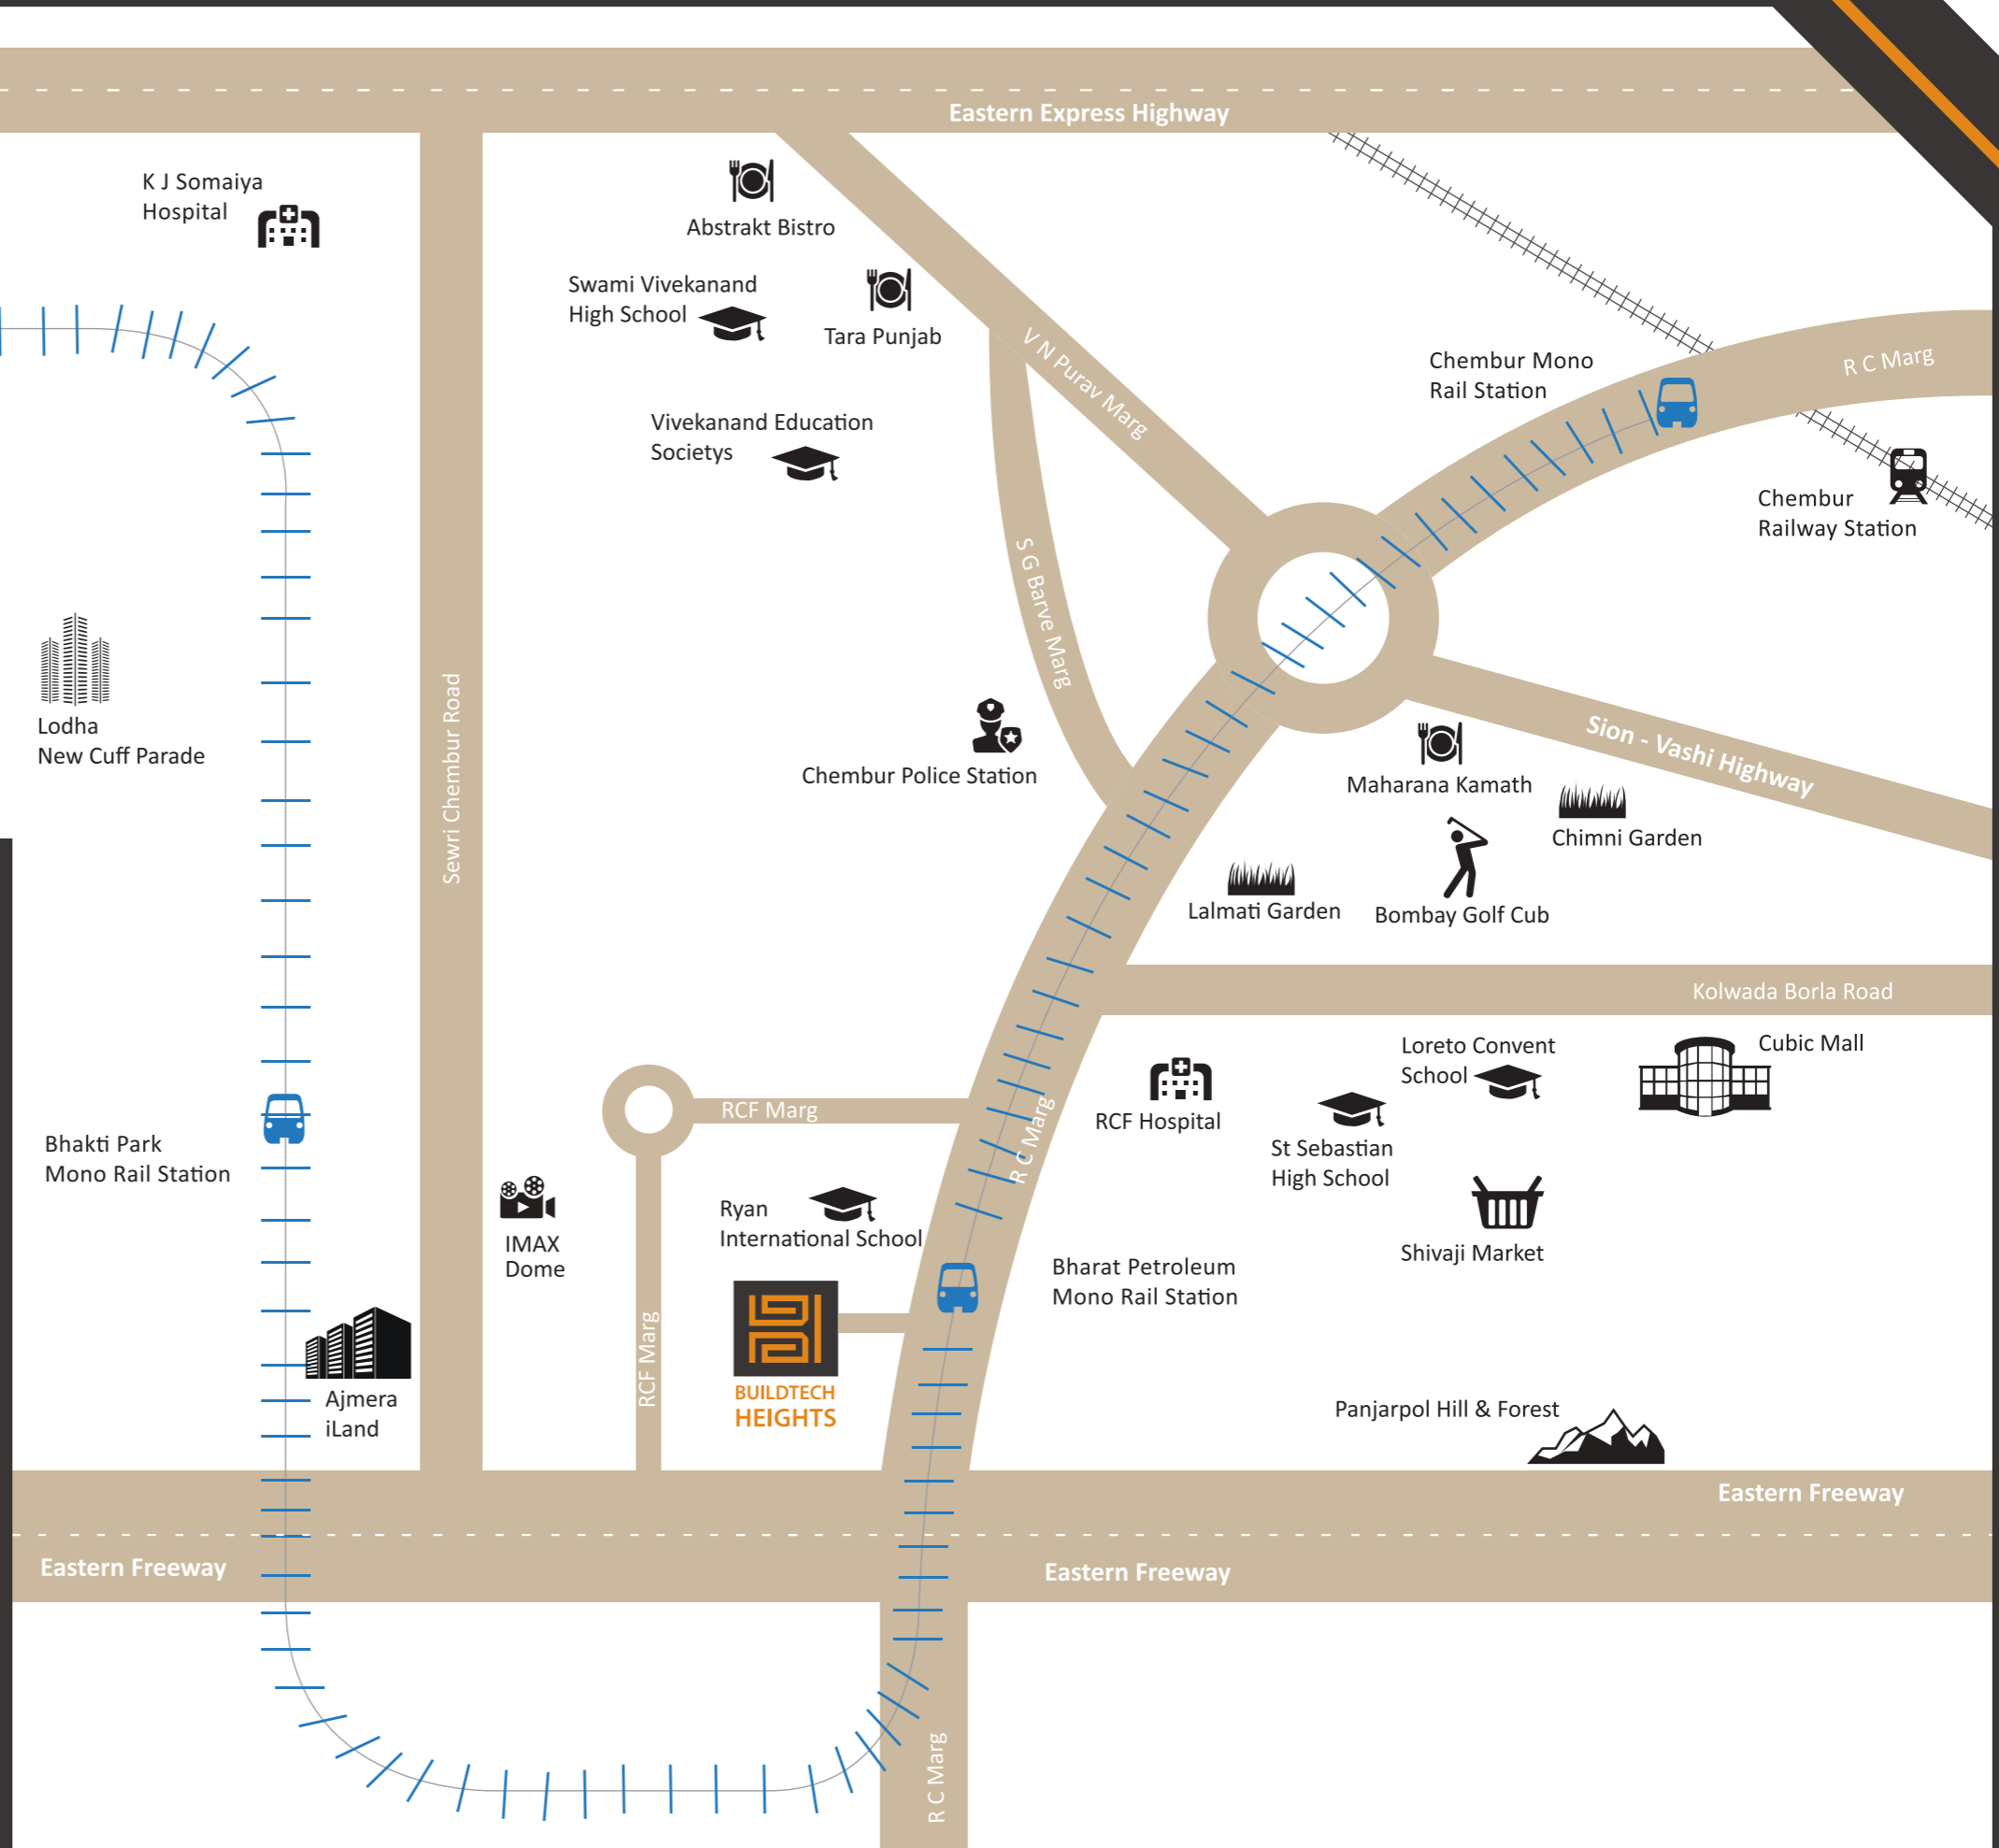 Eastern Express Highway
K J Somaiya
Hospital
Abstrakt Bistro
Swami Vivekanand
High School
Tara Punjab
V N Purav Marg
Chembur Mono
Rail Station
R C Marg
Vivekanand Education
Societys
Chembur
Railway Station
S G Barve Marg
Lodha
New Cuff Parade
Sewri Chembur Road
Chembur Police Station
Sion - Vashi Highway
Maharana Kamath
Chimni Garden
Lalmati Garden
Bombay Golf Cub
Kolwada Borla Road
Loreto Convent
School
Cubic Mall
RCF Marg
RCF Hospital
R C Marg
St Sebastian
High School
Bhakti Park
Mono Rail Station
Ryan
International School
IMAX
Dome
Shivaji Market
Bharat Petroleum
Mono Rail Station
RCF Marg
BUILDTECH
HEIGHTS
Ajmera
iLand
Panjarpol Hill & Forest
Eastern Freeway
Eastern Freeway
Eastern Freeway
R C Marg